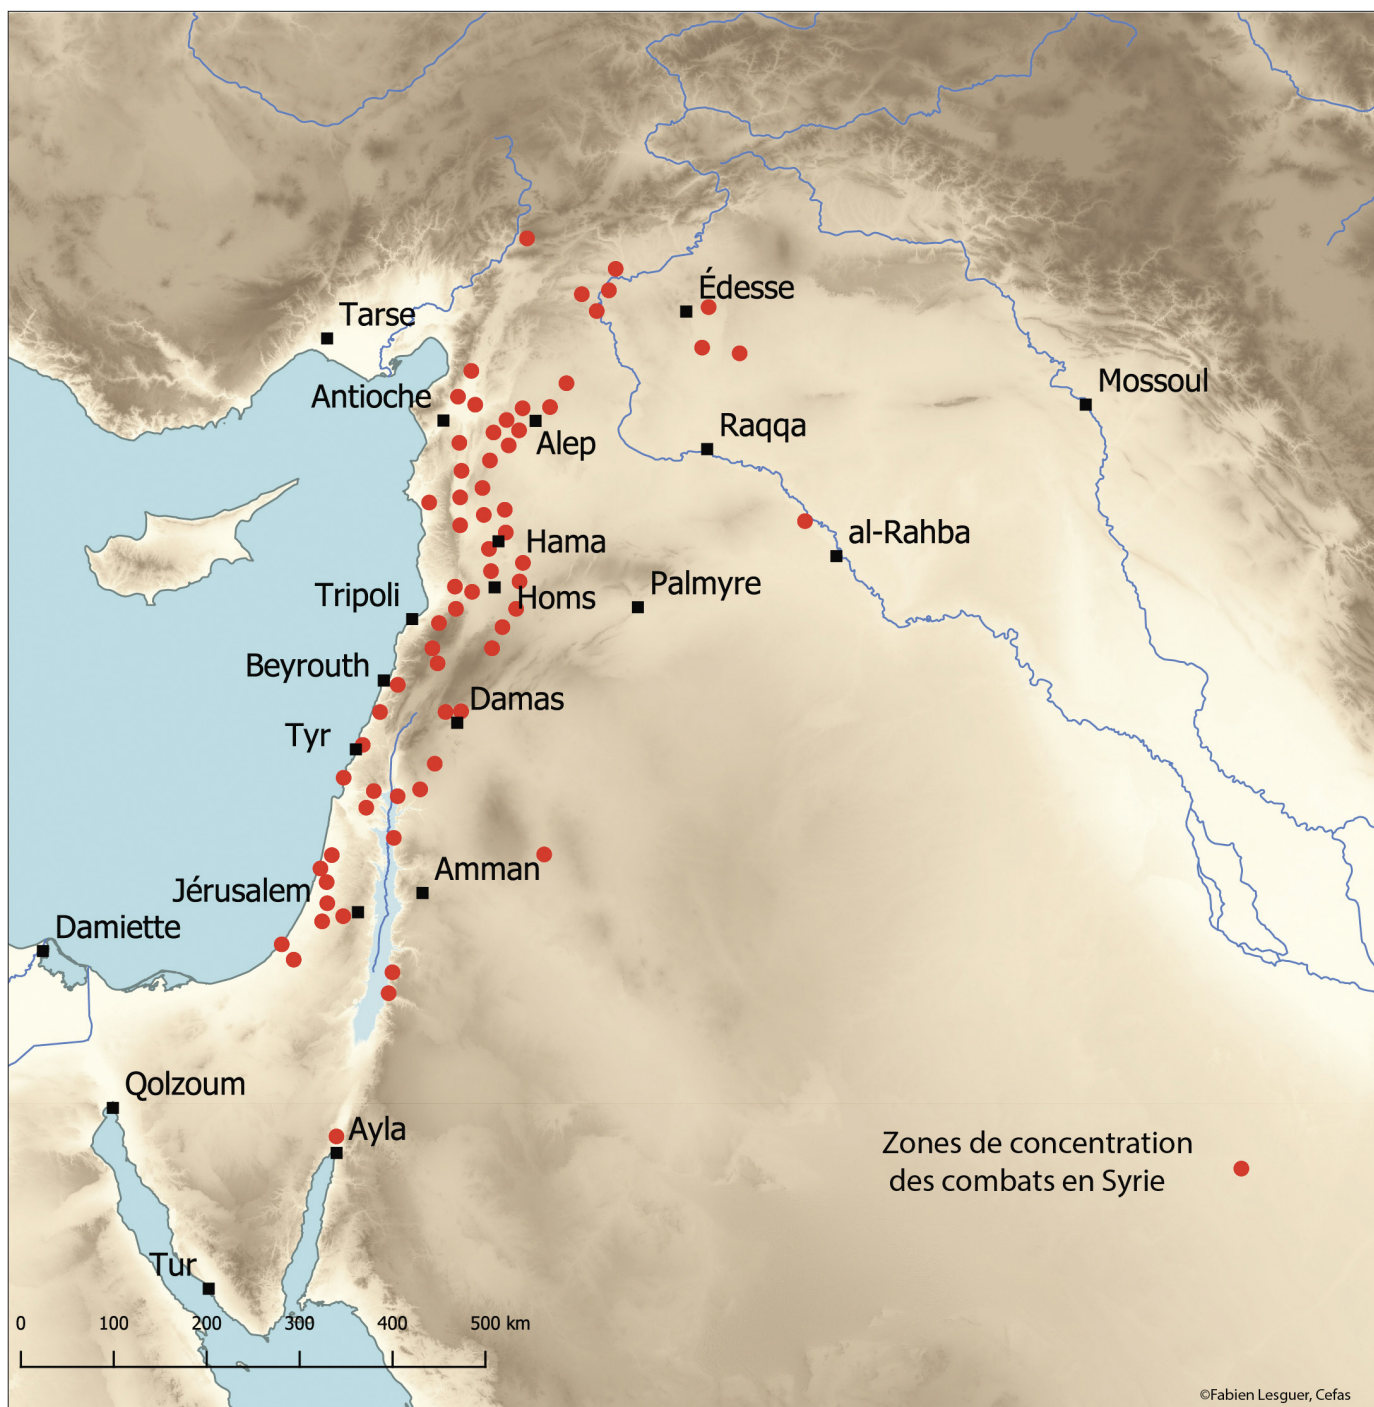 Édesse
Tarse
Mossoul
Antioche
Raqqa
Alep
al-Rahba
Hama
Palmyre
Tripoli
Homs
Beyrouth
Damas
Tyr
Amman
Jérusalem
Damiette
Qolzoum
Ayla
Zones de concentration
des combats en Syrie
Tur
0 100 200 300 400 500 km
©Fabien Lesguer, Cefas